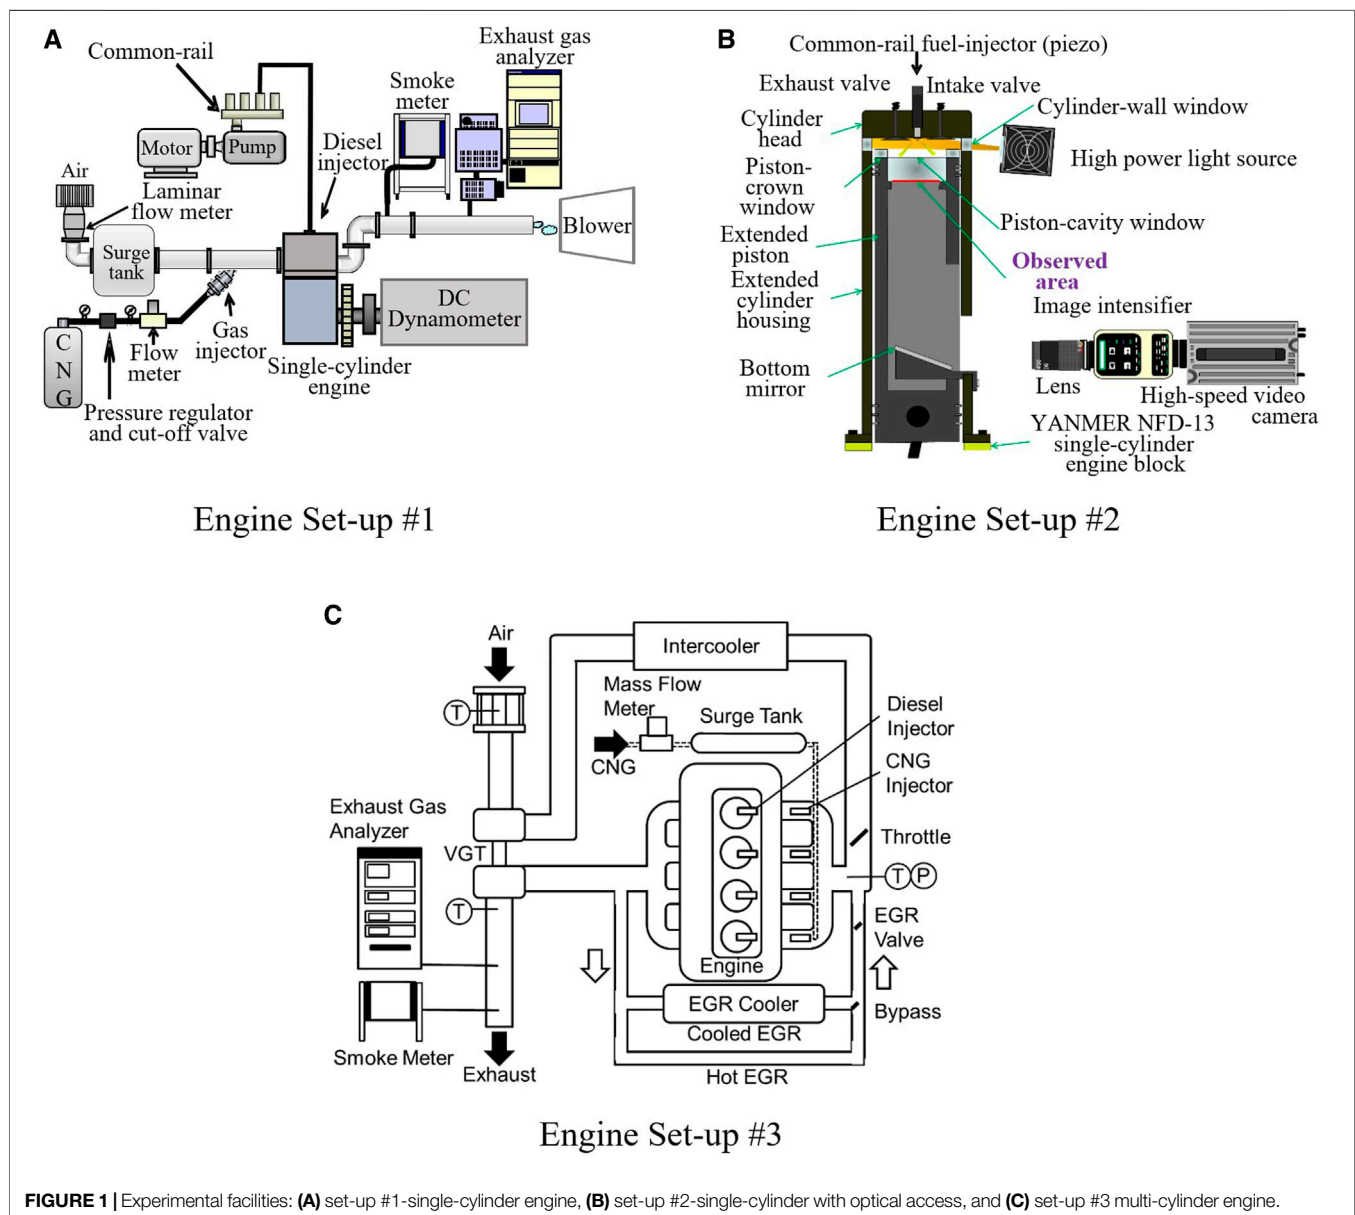 A
Common-rail
Exhaust gas
analyzer
Smoke
meter
Diesel
injector
Motor
Pump
Air
Laminar
flow meter
Surge
tank
Blower
DC
Dynamometer
C
N
G
Flow
meter
Gas
injector
Single-cylinder
engine
Pressure regulator
and cut-off valve
Engine Set-up #1
B
Common-rail fuel-injector (piezo)
Exhaust valve
Intake valve
Cylinder
head
Cylinder-wall window
High power light source
Piston-
crown
window
Piston-cavity window
Extended
piston
Observed
area
Extended
cylinder
housing
Image intensifier
Bottom
mirror
Lens
High-speed video
camera
YANMER NFD-13
single-cylinder
engine block
Engine Set-up #2
C
Air
Intercooler
T
Mass Flow
Meter
Surge Tank
Diesel
Injector
CNG
CNG
Injector
Exhaust Gas
Analyzer
VGT
Throttle
T P
T
EGR
Valve
Engine
EGR Cooler
Bypass
Cooled EGR
Smoke Meter
Exhaust
Hot EGR
Engine Set-up #3
FIGURE 1 | Experimental facilities: (A) set-up #1-single-cylinder engine, (B) set-up #2-single-cylinder with optical access, and (C) set-up #3 multi-cylinder engine.